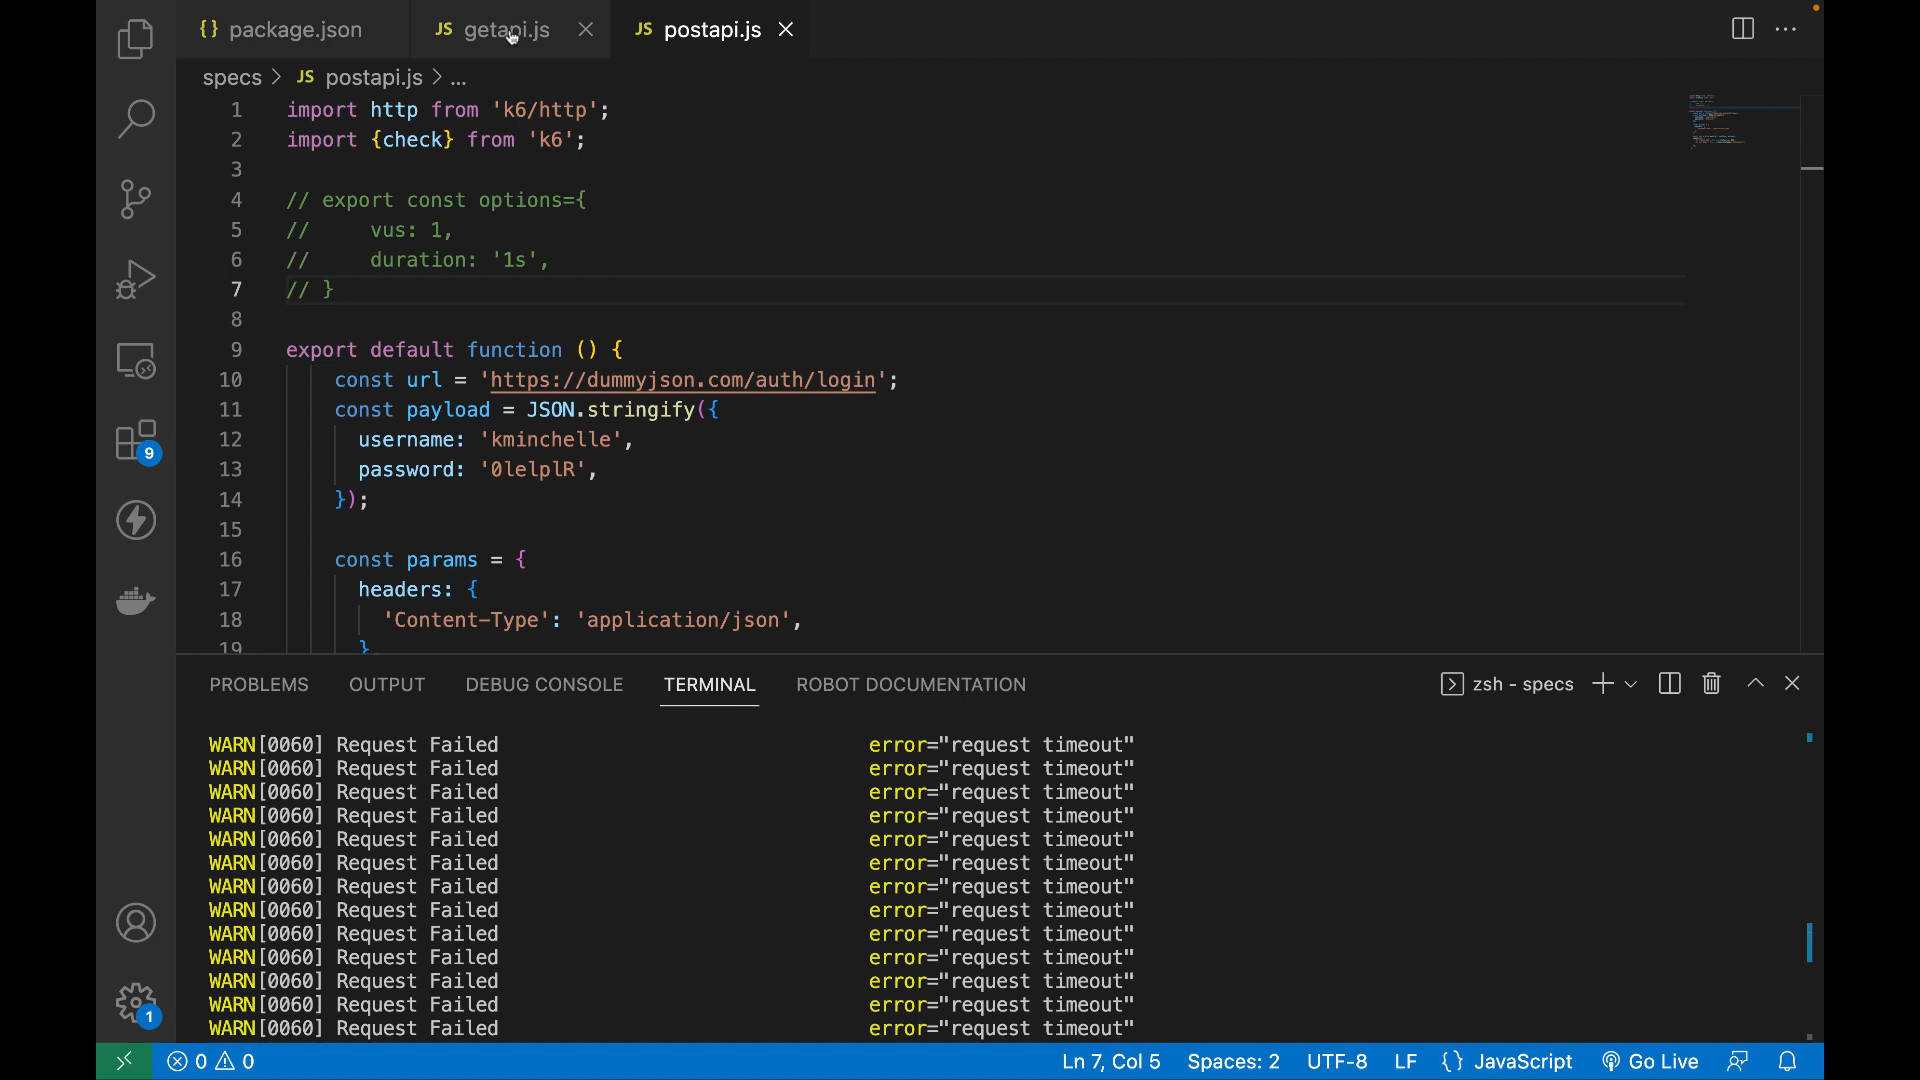 {} package.json JS getapi.js JS postapi.js
specs > JS postapi.js > ...
1 import http from 'k6/http';
2 import {check} from 'k6';
3
4 // export const options={
5 //     vus: 1,
6 //     duration: '1s',
7 // }
8
9 export default function () {
10 const url = 'https://dummyjson.com/auth/login';
11 const payload = JSON.stringify({
12 username: 'kminchelle',
13 password: '0lelplR',
14 });
15
16 const params = {
17 headers: {
18 'Content-Type': 'application/json',
19 }
PROBLEMS OUTPUT DEBUG CONSOLE TERMINAL ROBOT DOCUMENTATION zsh - specs
WARN[0060] Request Failed error="request timeout"
WARN[0060] Request Failed error="request timeout"
WARN[0060] Request Failed error="request timeout"
WARN[0060] Request Failed error="request timeout"
WARN[0060] Request Failed error="request timeout"
WARN[0060] Request Failed error="request timeout"
WARN[0060] Request Failed error="request timeout"
WARN[0060] Request Failed error="request timeout"
WARN[0060] Request Failed error="request timeout"
WARN[0060] Request Failed error="request timeout"
WARN[0060] Request Failed error="request timeout"
WARN[0060] Request Failed error="request timeout"
WARN[0060] Request Failed error="request timeout"
9
1
0 0 Ln 7, Col 5 Spaces: 2 UTF-8 LF {} JavaScript Go Live